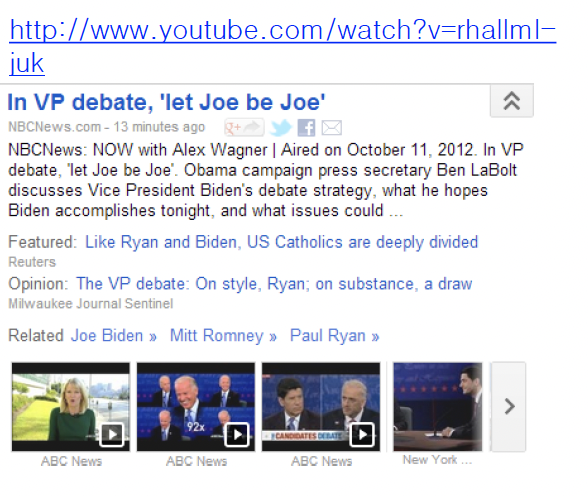 http://www.youtube.com/watch?v=rhallmI-
juk
In VP debate, 'let Joe be Joe'
NBCNews.com - 13 minutes ago
g+
NBCNews: NOW with Alex Wagner | Aired on October 11, 2012. In VP
debate, 'let Joe be Joe'. Obama campaign press secretary Ben LaBolt
discusses Vice President Biden's debate strategy, what he hopes
Biden accomplishes tonight, and what issues could ...
Featured: Like Ryan and Biden, US Catholics are deeply divided
Reuters
Opinion: The VP debate: On style, Ryan; on substance, a draw
Milwaukee Journal Sentinel
Related Joe Biden » Mitt Romney » Paul Ryan »
92x
CANDIDATES DEBATE
ABC News ABC News ABC News New York ...